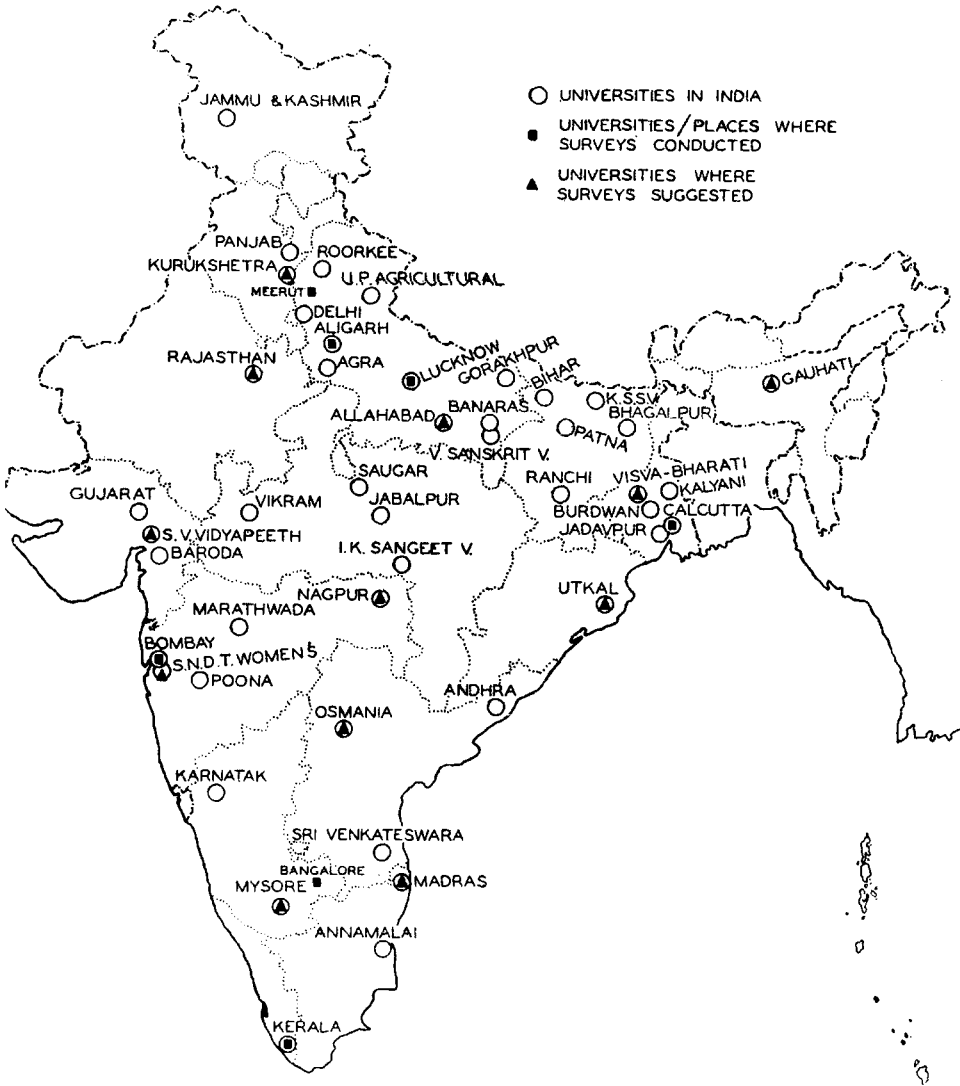 JAMMU & KASHMIR
UNIVERSITIES IN INDIA
UNIVERSITIES/PLACES WHERE
SURVEYS CONDUCTED
UNIVERSITIES WHERE
SURVEYS SUGGESTED
PANJAB
ROORKEE
KURUKSHETRA
U.P. AGRICULTURAL
MEERUT
DELHI
ALIGARH
RAJASTHAN
AGRA
LUCKNOW
GORAKHPUR
BIHAR
K.S.S.V.
GAUHATI
ALLAHABAD
BANARAS
BHAGALPUR
PATNA
V. SANSKRIT V.
SAUGAR
RANCHI
VISVA-BHARATI
GUJARAT
VIKRAM
JABALPUR
KALYANI
BURDWAN
CALCUTTA
S.V. VIDYAPEETH
JADAVPUR
BARODA
I.K. SANGEET V.
NAGPUR
UTKAL
MARATHWADA
BOMBAY
S.N.D.T. WOMEN'S
POONA
ANDHRA
OSMANIA
KARNATAK
SRI VENKATESWARA
BANGALORE
MYSORE
MADRAS
ANNAMALAI
KERALA